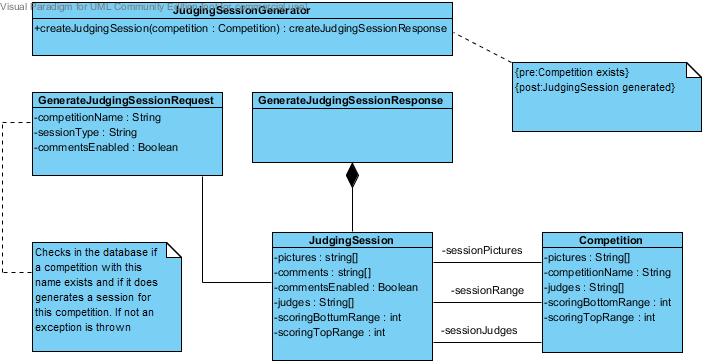 Visual Paradigm for UML Community Edition [not for commercial use]
JudgingSessionGenerator
+createJudgingSession(competition : Competition) : createJudgingSessionResponse
{pre:Competition exists}
{post:JudgingSession generated}
GenerateJudgingSessionRequest
-competitionName : String
-sessionType : String
-commentsEnabled : Boolean
GenerateJudgingSessionResponse
Checks in the database if
a competition with this
name exists and if it does
generates a session for
this competition. If not an
exception is thrown
JudgingSession
-pictures : string[]
-comments : string[]
-commentsEnabled : Boolean
-judges : String[]
-scoringBottumRange : int
-scoringTopRange : int
-sessionPictures
-sessionRange
-sessionJudges
Competition
-pictures : String[]
-competitionName : String
-judges : String[]
-scoringBottomRange : int
-scoringTopRange : int